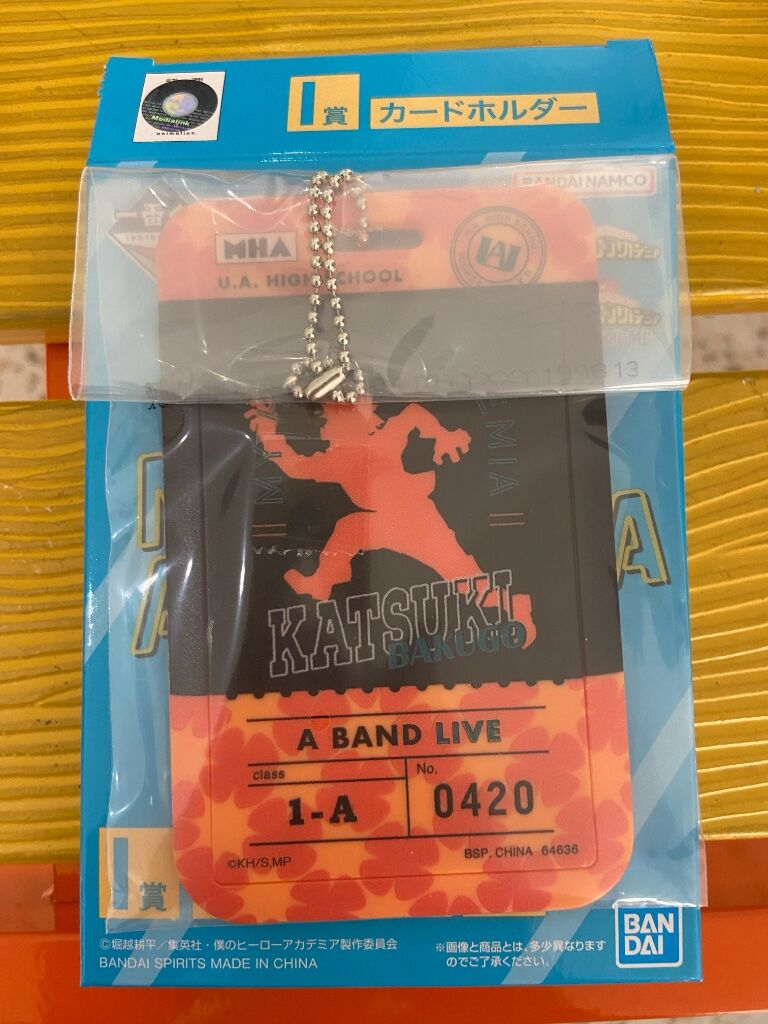 Medialink
animation
I賞 カードホルダー
BANDAI NAMCO
一番
MHA
U.A. HIGH SCHOOL
KATSUKI
BAKUGO
A BAND LIVE
class
1-A
No.
0420
©KH/S,MP
BSP, CHINA 64636
I賞
©堀越耕平／集英社・僕のヒーローアカデミア製作委員会
BANDAI SPIRITS MADE IN CHINA
※画像と商品とは、多少異なります
のでご了承ください。
BAN
DAI